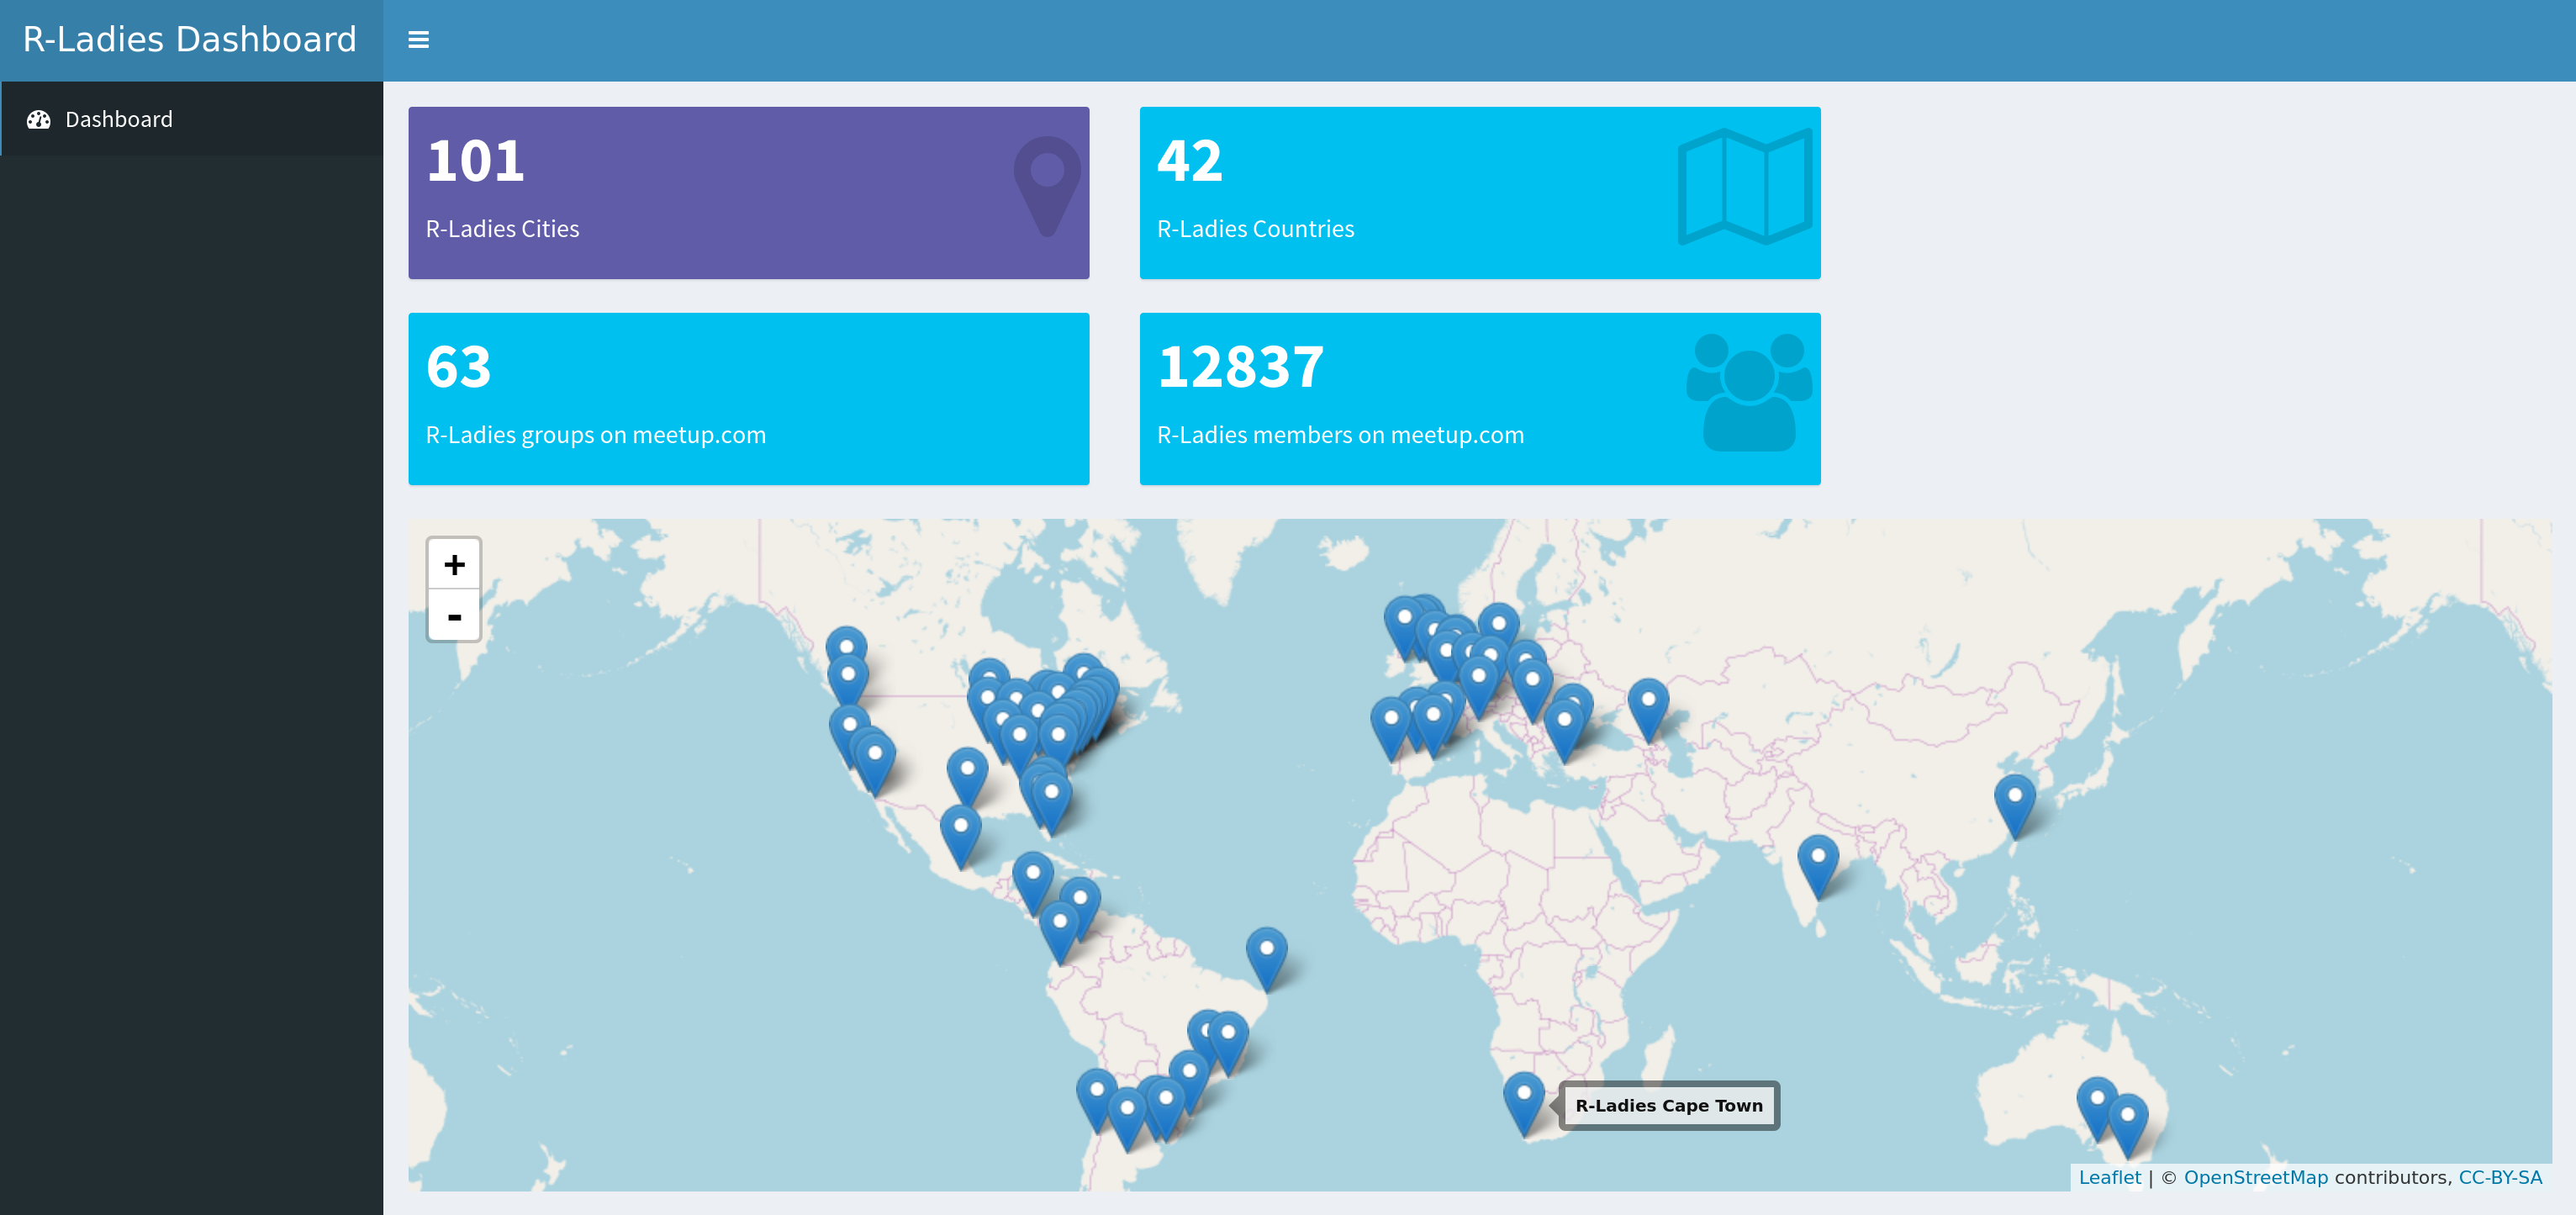 R-Ladies Dashboard
Dashboard
101
R-Ladies Cities
42
R-Ladies Countries
63
R-Ladies groups on meetup.com
12837
R-Ladies members on meetup.com
+
-
R-Ladies Cape Town
Leaflet | © OpenStreetMap contributors, CC-BY-SA